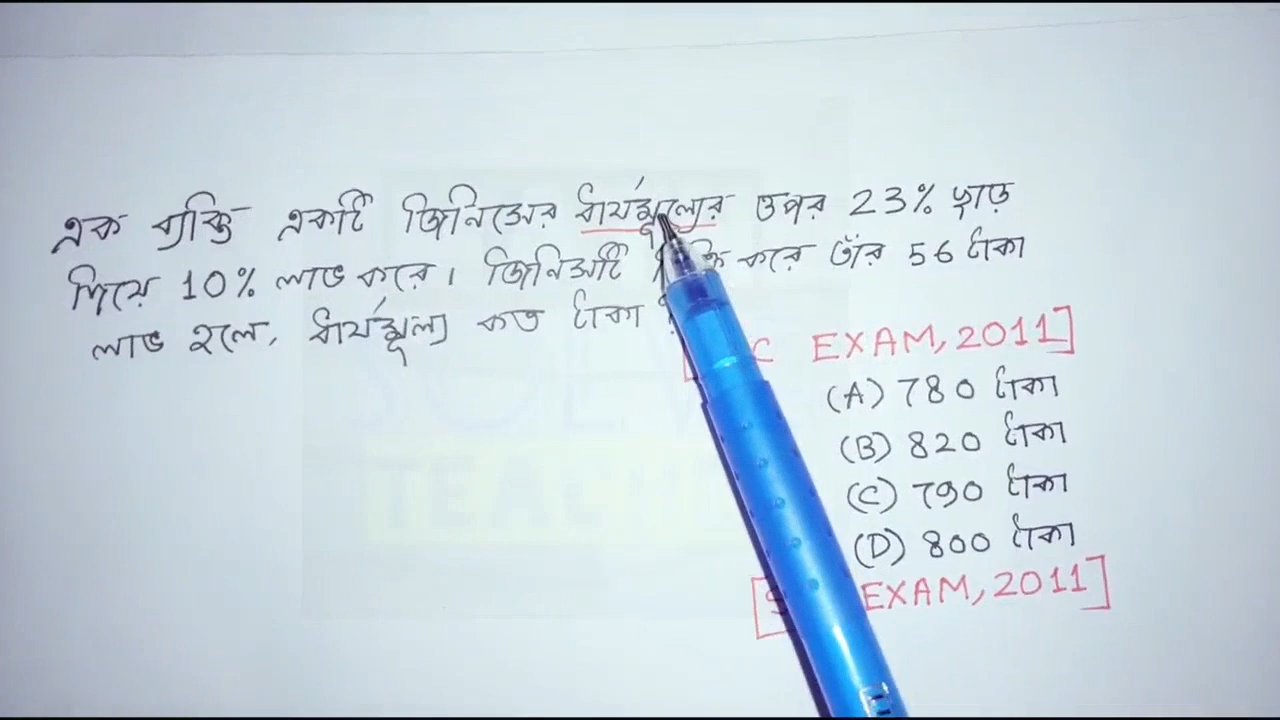 এক ব্যক্তি একটি জিনিসের ধার্যমূল্যের ওপর 23% ছাড়
দিয়ে 10% লাভ করে। জিনিসটি করে তাঁর 56 টাকা
লাভ হলে, ধার্যমূল্য কত টাকা
EXAM, 2011]
(A) 780 টাকা
(B) 820 টাকা
(C) 790 টাকা
(D) 800 টাকা
EXAM, 2011]